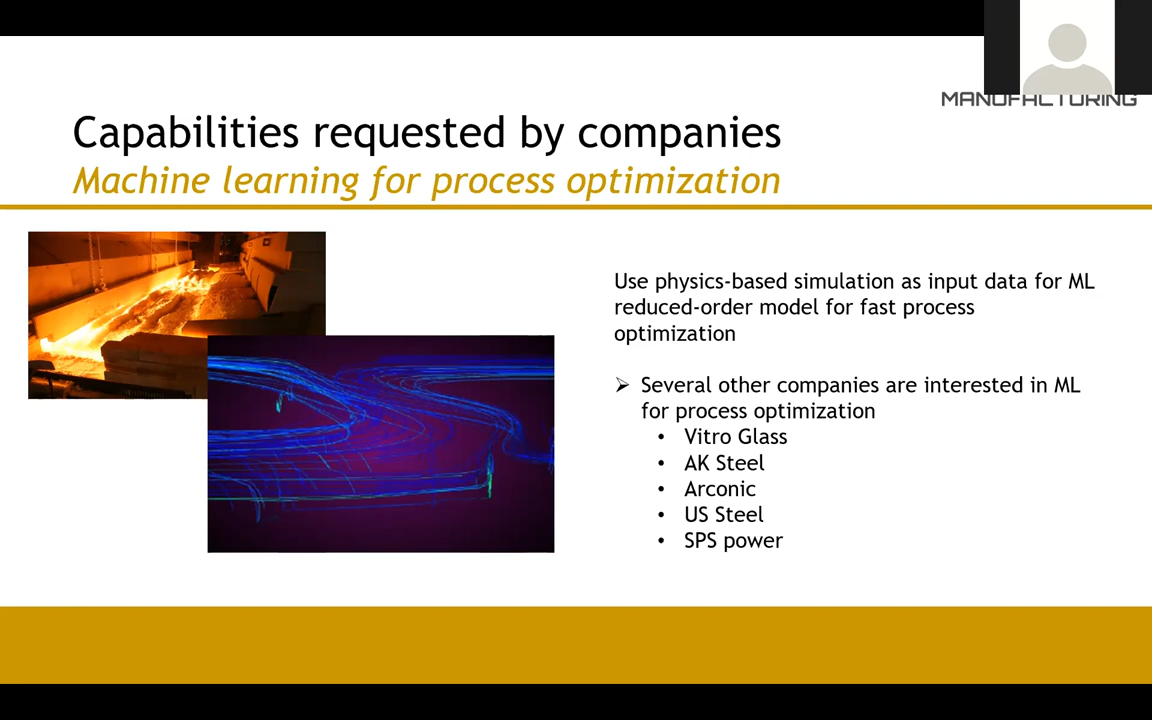 MANUFACTURING
Capabilities requested by companies
Machine learning for process optimization
Use physics-based simulation as input data for ML
reduced-order model for fast process
optimization
➢ Several other companies are interested in ML
for process optimization
• Vitro Glass
• AK Steel
• Arconic
• US Steel
• SPS power